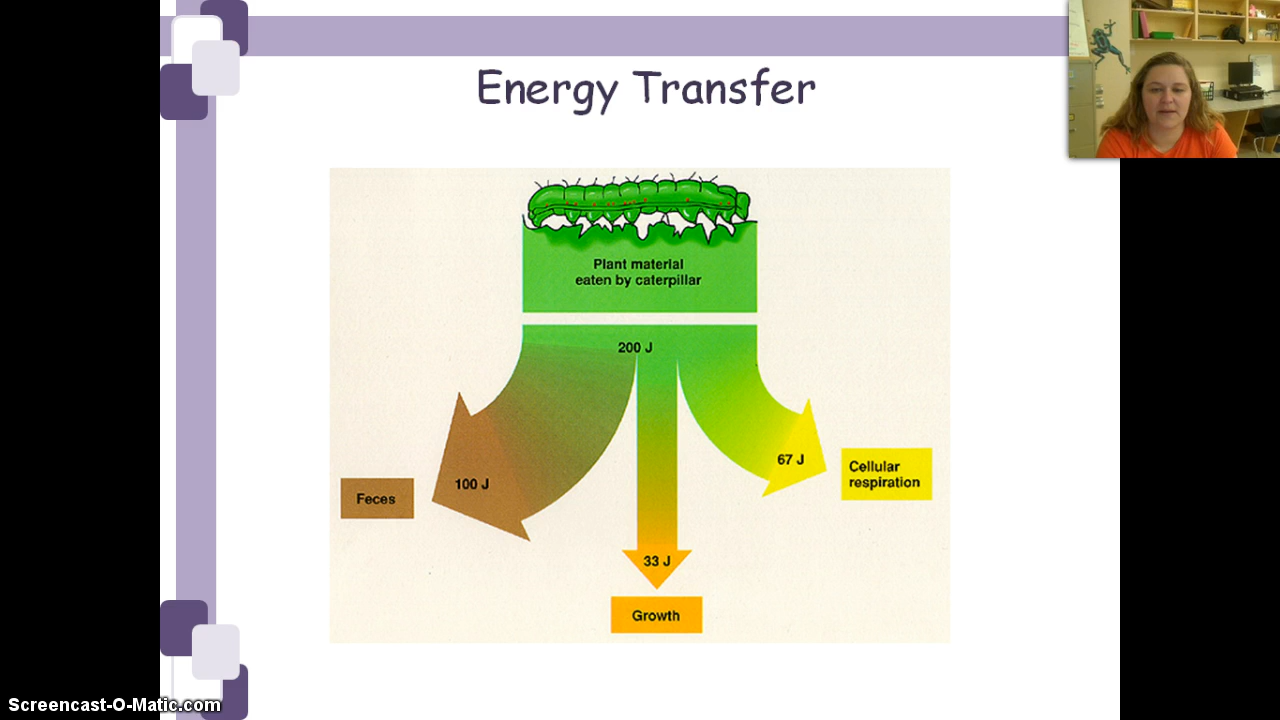 Energy Transfer
Plant material
eaten by caterpillar
200 J
100 J
67 J
33 J
Feces
Cellular
respiration
Growth
Screencast-O-Matic.com